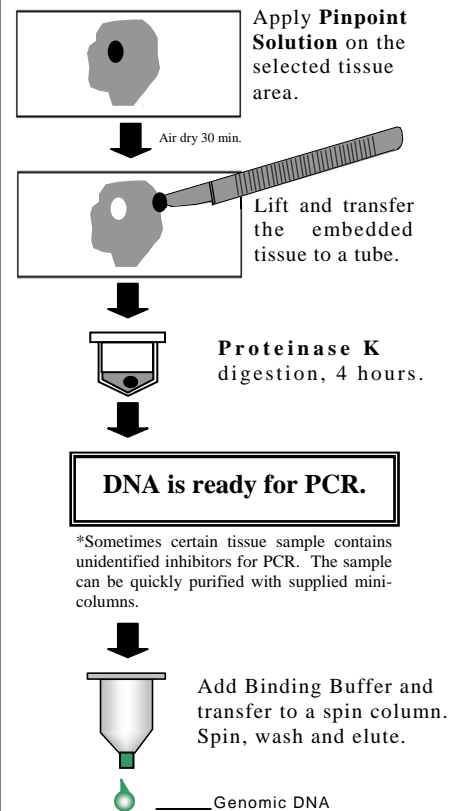 Apply Pinpoint
Solution on the
selected tissue
area.
Air dry 30 min.
Lift and transfer
the embedded
tissue to a tube.
Proteinase K
digestion, 4 hours.
DNA is ready for PCR.
*Sometimes certain tissue sample contains
unidentified inhibitors for PCR. The sample
can be quickly purified with supplied mini-
columns.
Add Binding Buffer and
transfer to a spin column.
Spin, wash and elute.
Genomic DNA